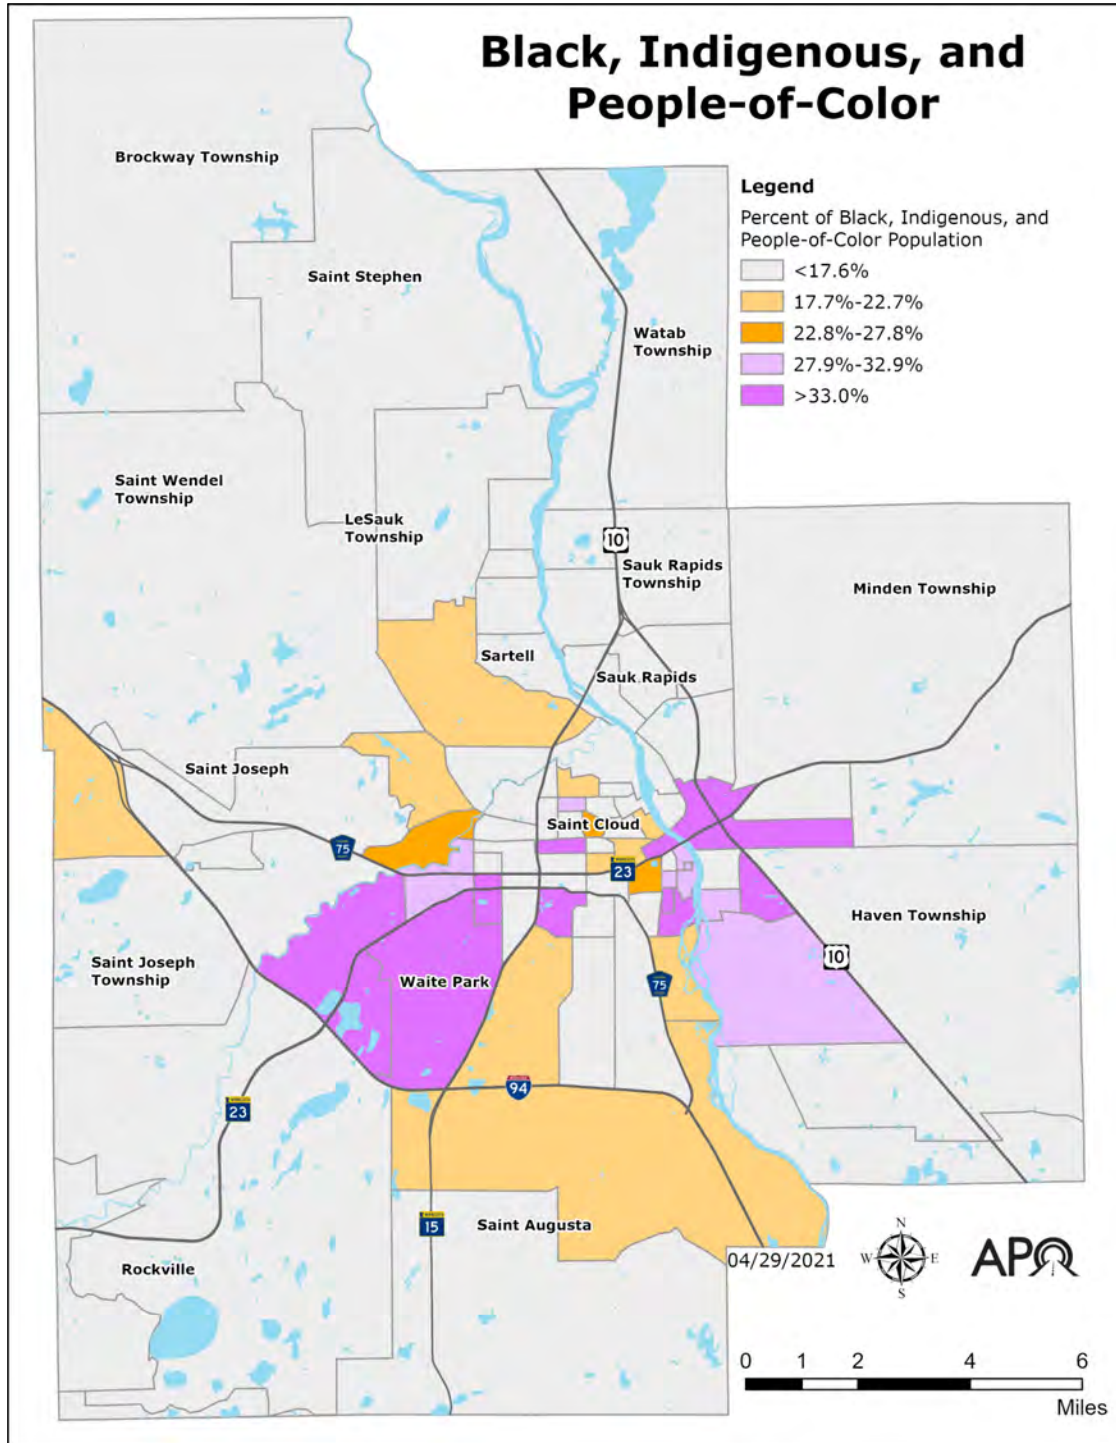 Black, Indigenous, and
People-of-Color
Legend
Percent of Black, Indigenous, and
People-of-Color Population
<17.6%
17.7%-22.7%
22.8%-27.8%
27.9%-32.9%
>33.0%
Brockway Township
Saint Stephen
Watab
Township
Saint Wendel
Township
LeSauk
Township
10
Sauk Rapids
Township
Minden Township
Sartell
Sauk Rapids
Saint Joseph
Saint Cloud
75
23
Haven Township
10
Saint Joseph
Township
Waite Park
75
94
23
15
Saint Augusta
Rockville
04/29/2021
N
W
E
S
APO
0
1
2
4
6
Miles